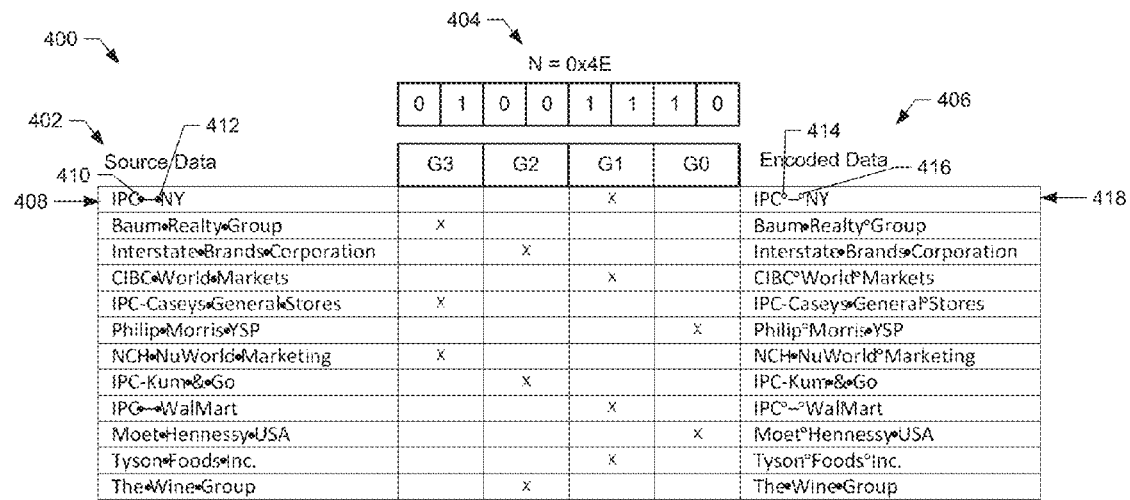 400
404
N = 0x4E
0 1 0 0 1 1 1 0
402
412
406
414
416
Source Data
G3 G2 G1 G0
Encoded Data
410
408
418
IPC•–•NY X IPC°–°NY
Baum•Realty•Group X Baum•Realty°Group
Interstate•Brands•Corporation X Interstate•Brands•Corporation
CIBC•World•Markets X CIBC°World°Markets
IPC-Caseys•General•Stores X IPC-Caseys•General°Stores
Philip•Morris•YSP X Philip°Morris•YSP
NCH•NuWorld•Marketing X NCH•NuWorld°Marketing
IPC-Kum•&•Go X IPC-Kum•&•Go
IPC•–•WalMart X IPC°–°WalMart
Moet•Hennessy•USA X Moet°Hennessy•USA
Tyson•Foods•Inc. X Tyson°Foods°Inc.
The•Wine•Group X The•Wine•Group